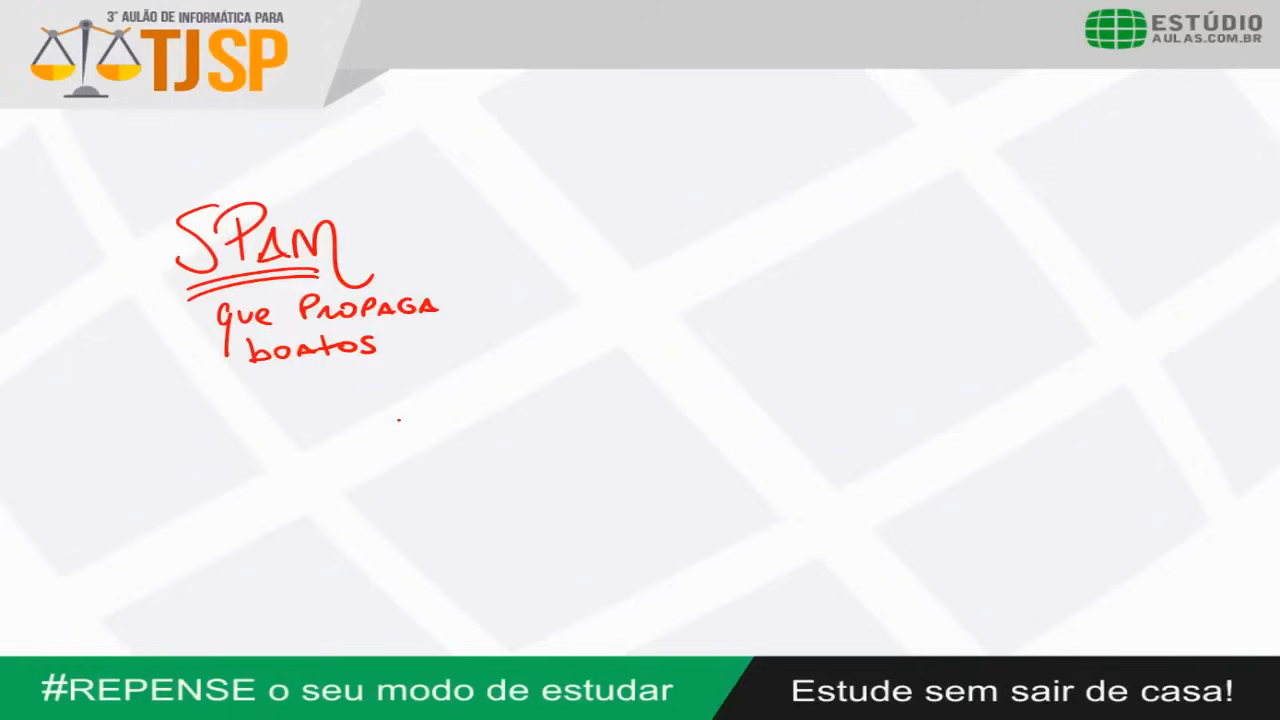 3° AULÃO DE INFORMÁTICA PARA
TJSP
ESTÚDIO
AULAS.COM.BR
SPAM
que PROPAGA
boatos
#REPENSE o seu modo de estudar
Estude sem sair de casa!